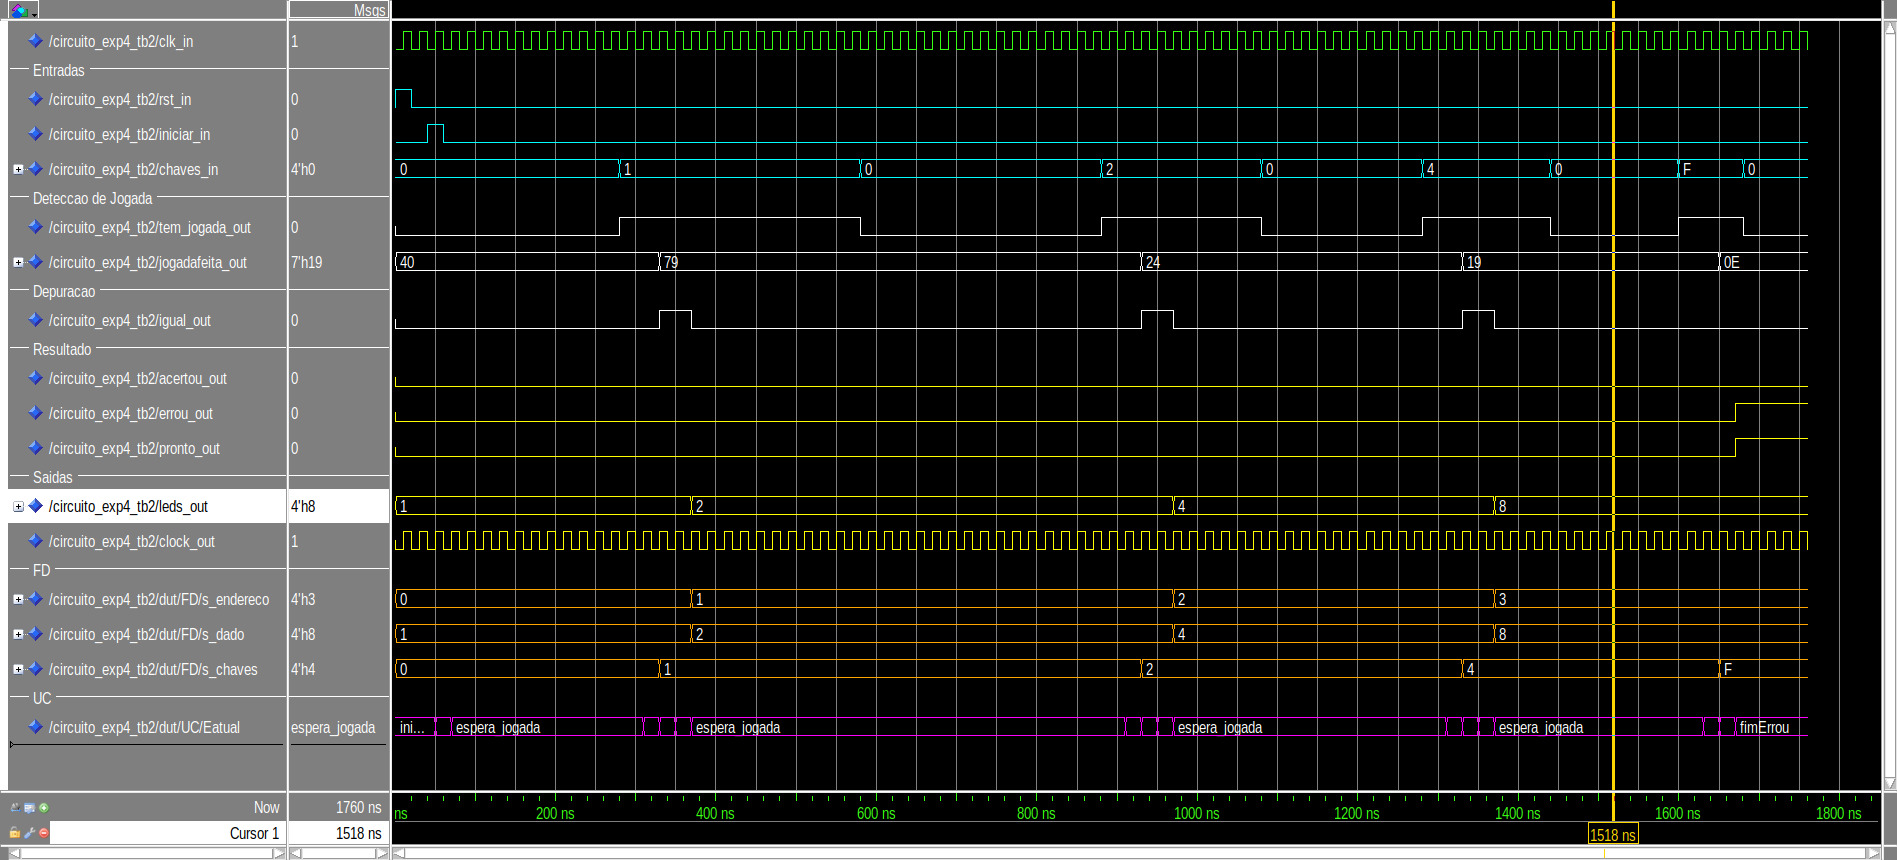 Msgs
/circuito_exp4_tb2/clk_in 1
Entradas
/circuito_exp4_tb2/rst_in 0
/circuito_exp4_tb2/iniciar_in 0
/circuito_exp4_tb2/chaves_in 4'h0 0 1 0 2 0 4 0 F 0
Deteccao de Jogada
/circuito_exp4_tb2/tem_jogada_out 0
/circuito_exp4_tb2/jogadafeita_out 7'h19 40 79 24 19 0E
Depuracao
/circuito_exp4_tb2/igual_out 0
Resultado
/circuito_exp4_tb2/acertou_out 0
/circuito_exp4_tb2/errou_out 0
/circuito_exp4_tb2/pronto_out 0
Saidas
/circuito_exp4_tb2/leds_out 4'h8 1 2 4 8
/circuito_exp4_tb2/clock_out 1
FD
/circuito_exp4_tb2/dut/FD/s_endereco 4'h3 0 1 2 3
/circuito_exp4_tb2/dut/FD/s_dado 4'h8 1 2 4 8
/circuito_exp4_tb2/dut/FD/s_chaves 4'h4 0 1 2 4 F
UC
/circuito_exp4_tb2/dut/UC/Eatual espera_jogada ini... espera_jogada espera_jogada espera_jogada espera_jogada fimErrou
Now 1760 ns ns 200 ns 400 ns 600 ns 800 ns 1000 ns 1200 ns 1400 ns 1600 ns 1800 ns
Cursor 1 1518 ns 1518 ns